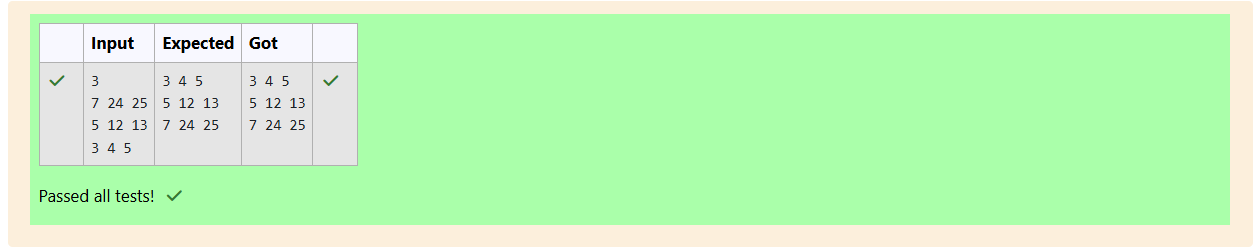 Input Expected Got
3 3 4 5 3 4 5
7 24 25 5 12 13 5 12 13
5 12 13 7 24 25 7 24 25
3 4 5
Passed all tests!